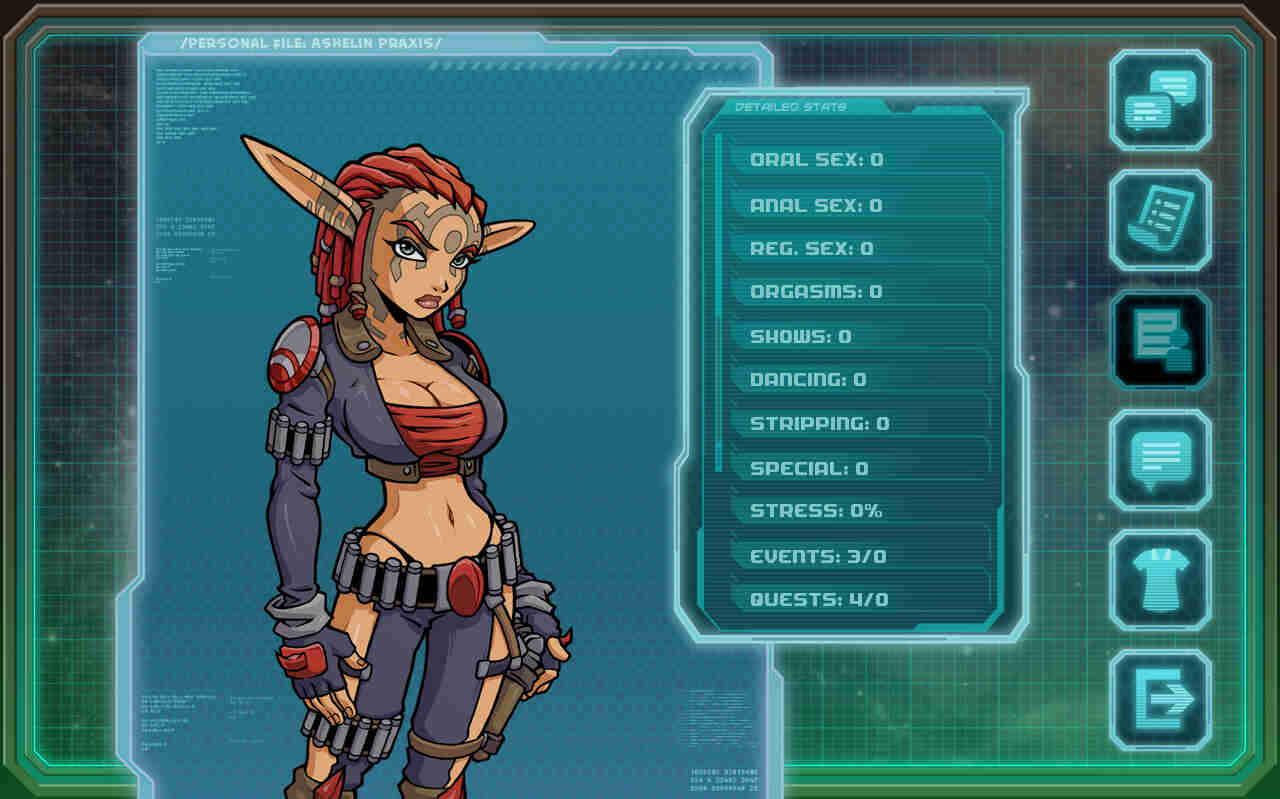 /PERSONAL FILE: ASHELIN PRAXIS/
DETAILED STATS
ORAL SEX: 0
ANAL SEX: 0
REG. SEX: 0
ORGASMS: 0
SHOWS: 0
DANCING: 0
STRIPPING: 0
SPECIAL: 0
STRESS: 0%
EVENTS: 3/0
QUESTS: 4/0